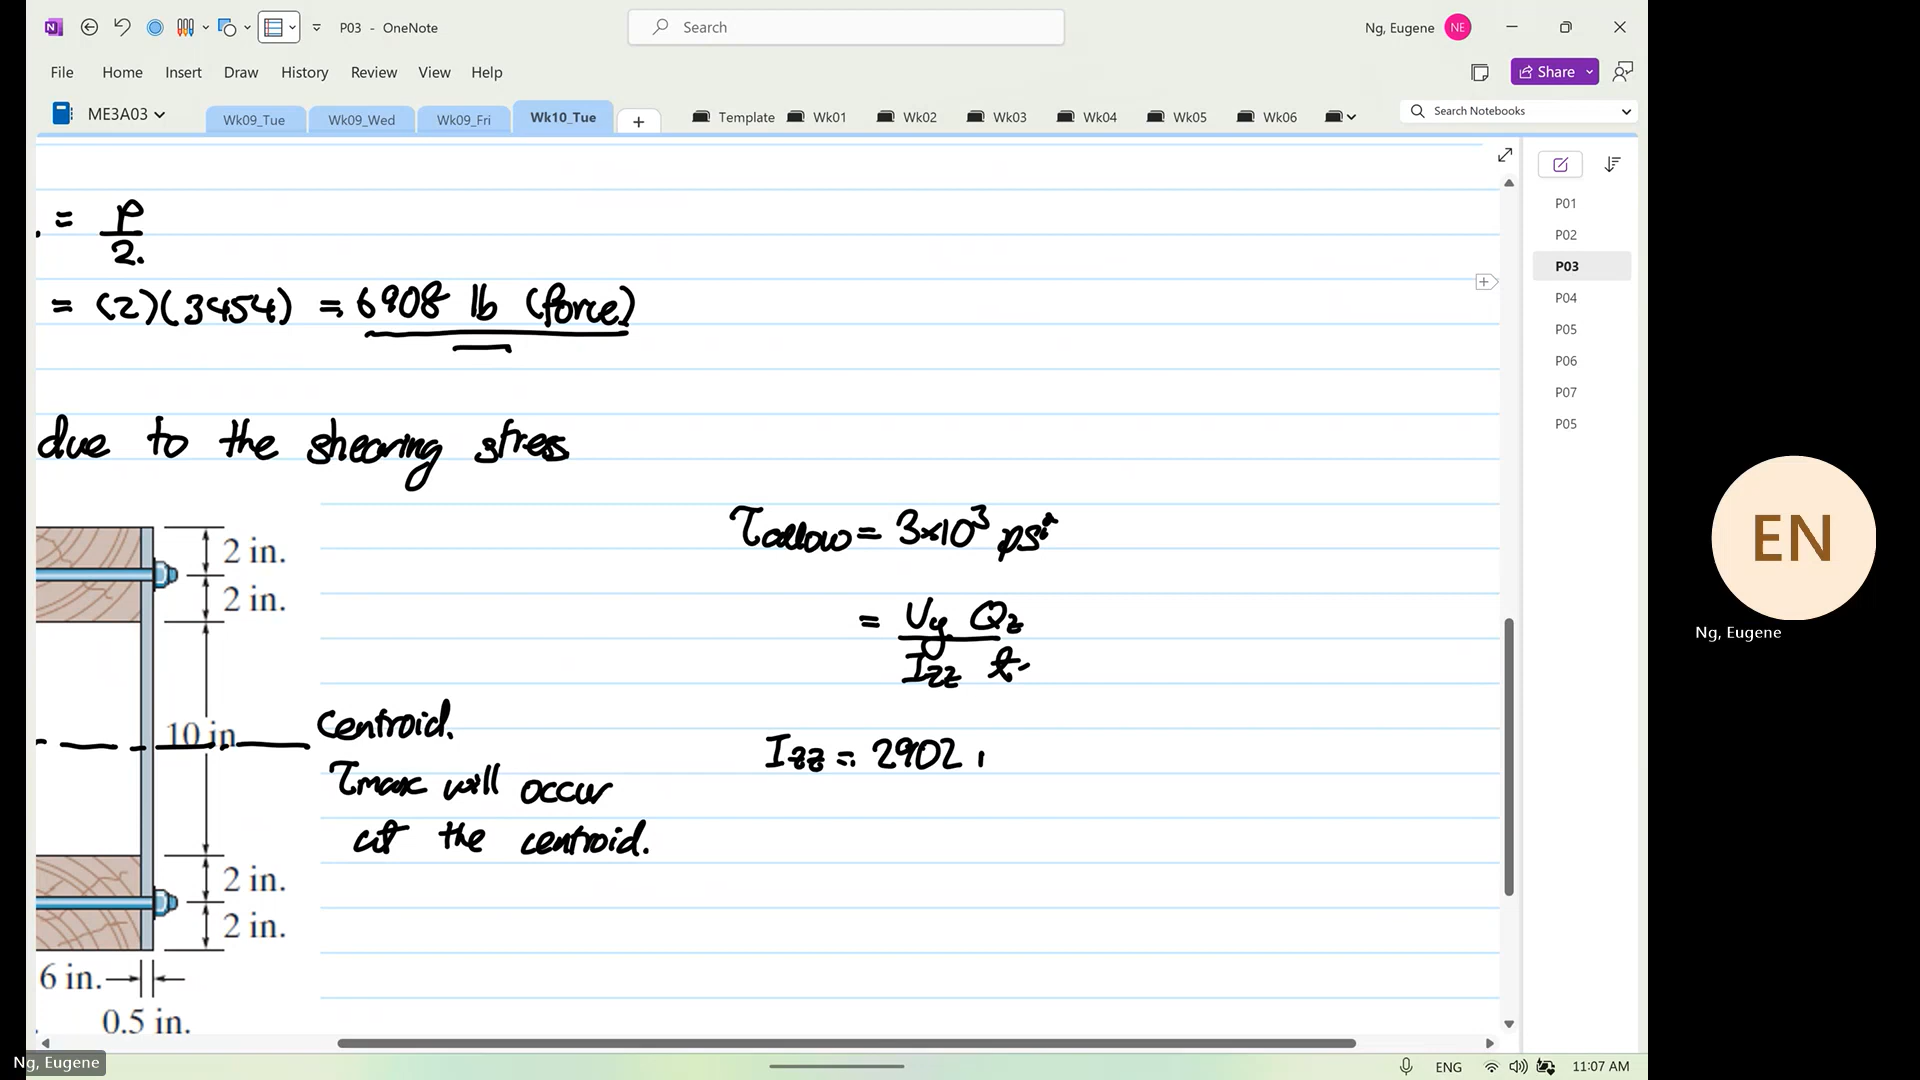 P03 - OneNote
Search
Ng, Eugene
NE
File Home Insert Draw History Review View Help
Share
ME3A03
Wk09_Tue Wk09_Wed Wk09_Fri Wk10_Tue + Template Wk01 Wk02 Wk03 Wk04 Wk05 Wk06
Search Notebooks
P01
P02
P03
P04
P05
P06
P07
P05
= P/2.
= (2)(3454) = 6908 lb (force)
due to the shearing stress
2 in.
2 in.
10 in.
2 in.
2 in.
6 in.
0.5 in.
centroid.
τmax will occur
at the centroid.
τallow = 3×10³ psi
= Vy Qz / Izz t
Izz = 2902
EN
Ng, Eugene
Ng, Eugene
ENG
11:07 AM